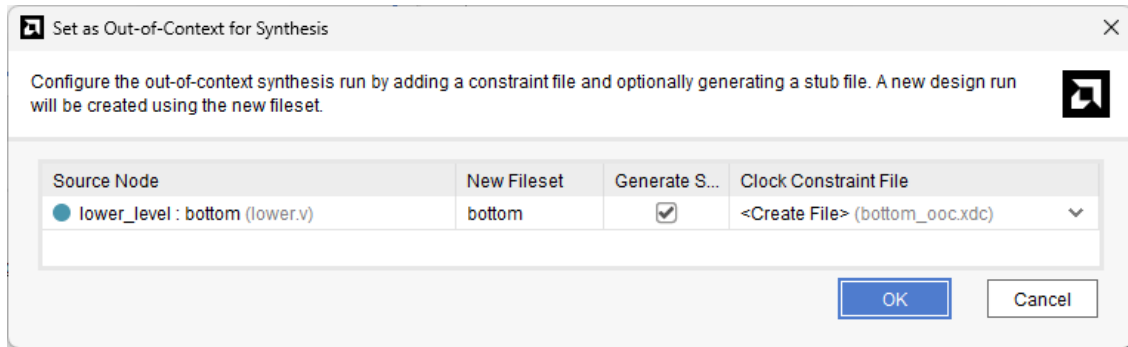 Set as Out-of-Context for Synthesis
Configure the out-of-context synthesis run by adding a constraint file and optionally generating a stub file. A new design run
will be created using the new fileset.
Source Node New Fileset Generate S... Clock Constraint File
lower_level : bottom (lower.v) bottom <Create File> (bottom_ooc.xdc)
OK Cancel